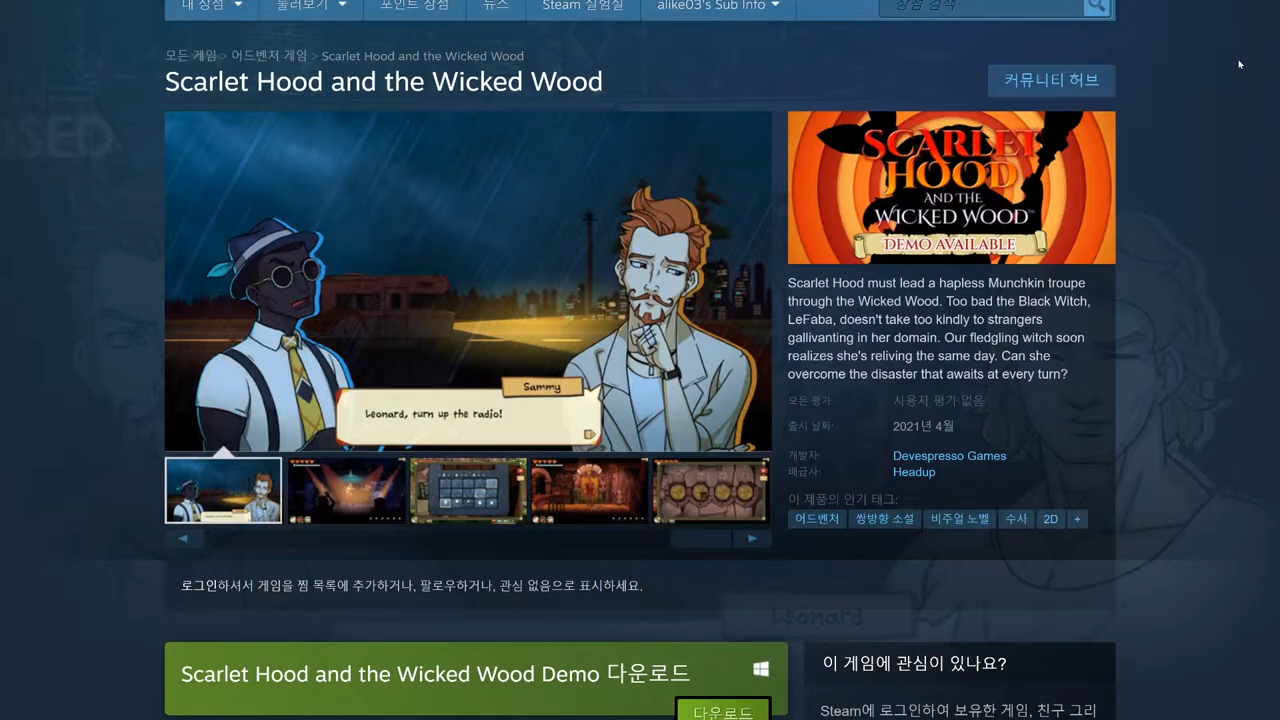 내 상점
둘러보기
포인트 상점
뉴스
Steam 실험실
alike03's Sub Info
상점 검색
모든 게임 > 어드벤처 게임 > Scarlet Hood and the Wicked Wood
Scarlet Hood and the Wicked Wood
커뮤니티 허브
Sammy
Leonard, turn up the radio!
SCARLET
HOOD
AND THE
WICKED WOOD
DEMO AVAILABLE
Scarlet Hood must lead a hapless Munchkin troupe
through the Wicked Wood. Too bad the Black Witch,
LeFaba, doesn't take too kindly to strangers
gallivanting in her domain. Our fledgling witch soon
realizes she's reliving the same day. Can she
overcome the disaster that awaits at every turn?
모든 평가: 사용자 평가 없음
출시 날짜: 2021년 4월
개발자: Devespresso Games
배급사: Headup
이 제품의 인기 태그:
어드벤처 쌍방향 소설 비주얼 노벨 수사 2D +
로그인하셔서 게임을 찜 목록에 추가하거나, 팔로우하거나, 관심 없음으로 표시하세요.
Leonard
Scarlet Hood and the Wicked Wood Demo 다운로드
다운로드
이 게임에 관심이 있나요?
Steam에 로그인하여 보유한 게임, 친구 그리